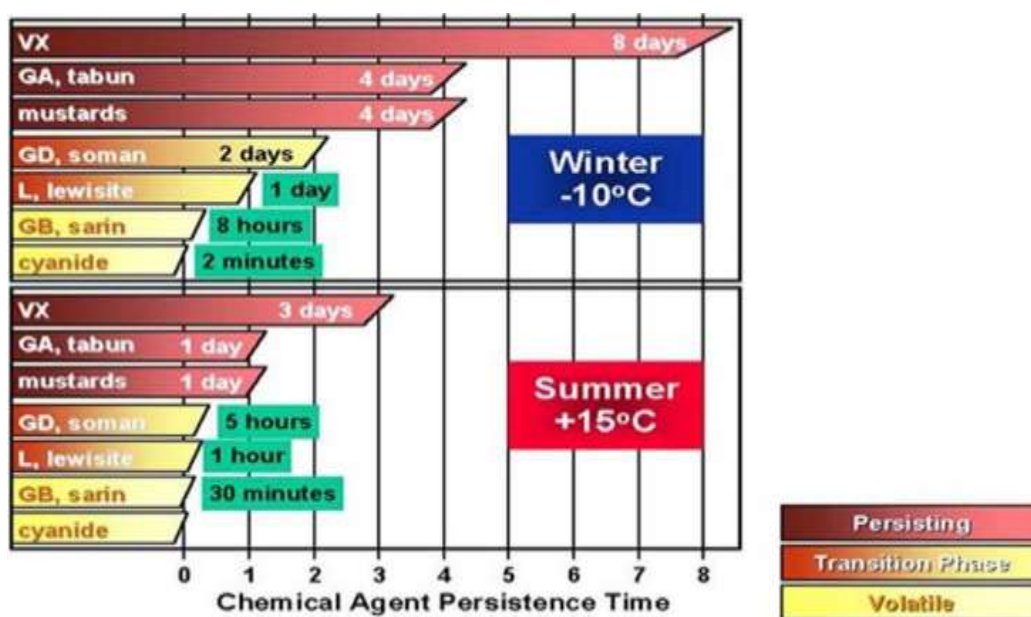 VX 8 days
GA, tabun 4 days
mustards 4 days
GD, soman 2 days
L, lewisite 1 day
GB, sarin 8 hours
cyanide 2 minutes
Winter
-10°C
VX 3 days
GA, tabun 1 day
mustards 1 day
GD, soman 5 hours
L, lewisite 1 hour
GB, sarin 30 minutes
cyanide
Summer
+15°C
0 1 2 3 4 5 6 7 8
Chemical Agent Persistence Time
Persisting
Transition Phase
Volatile